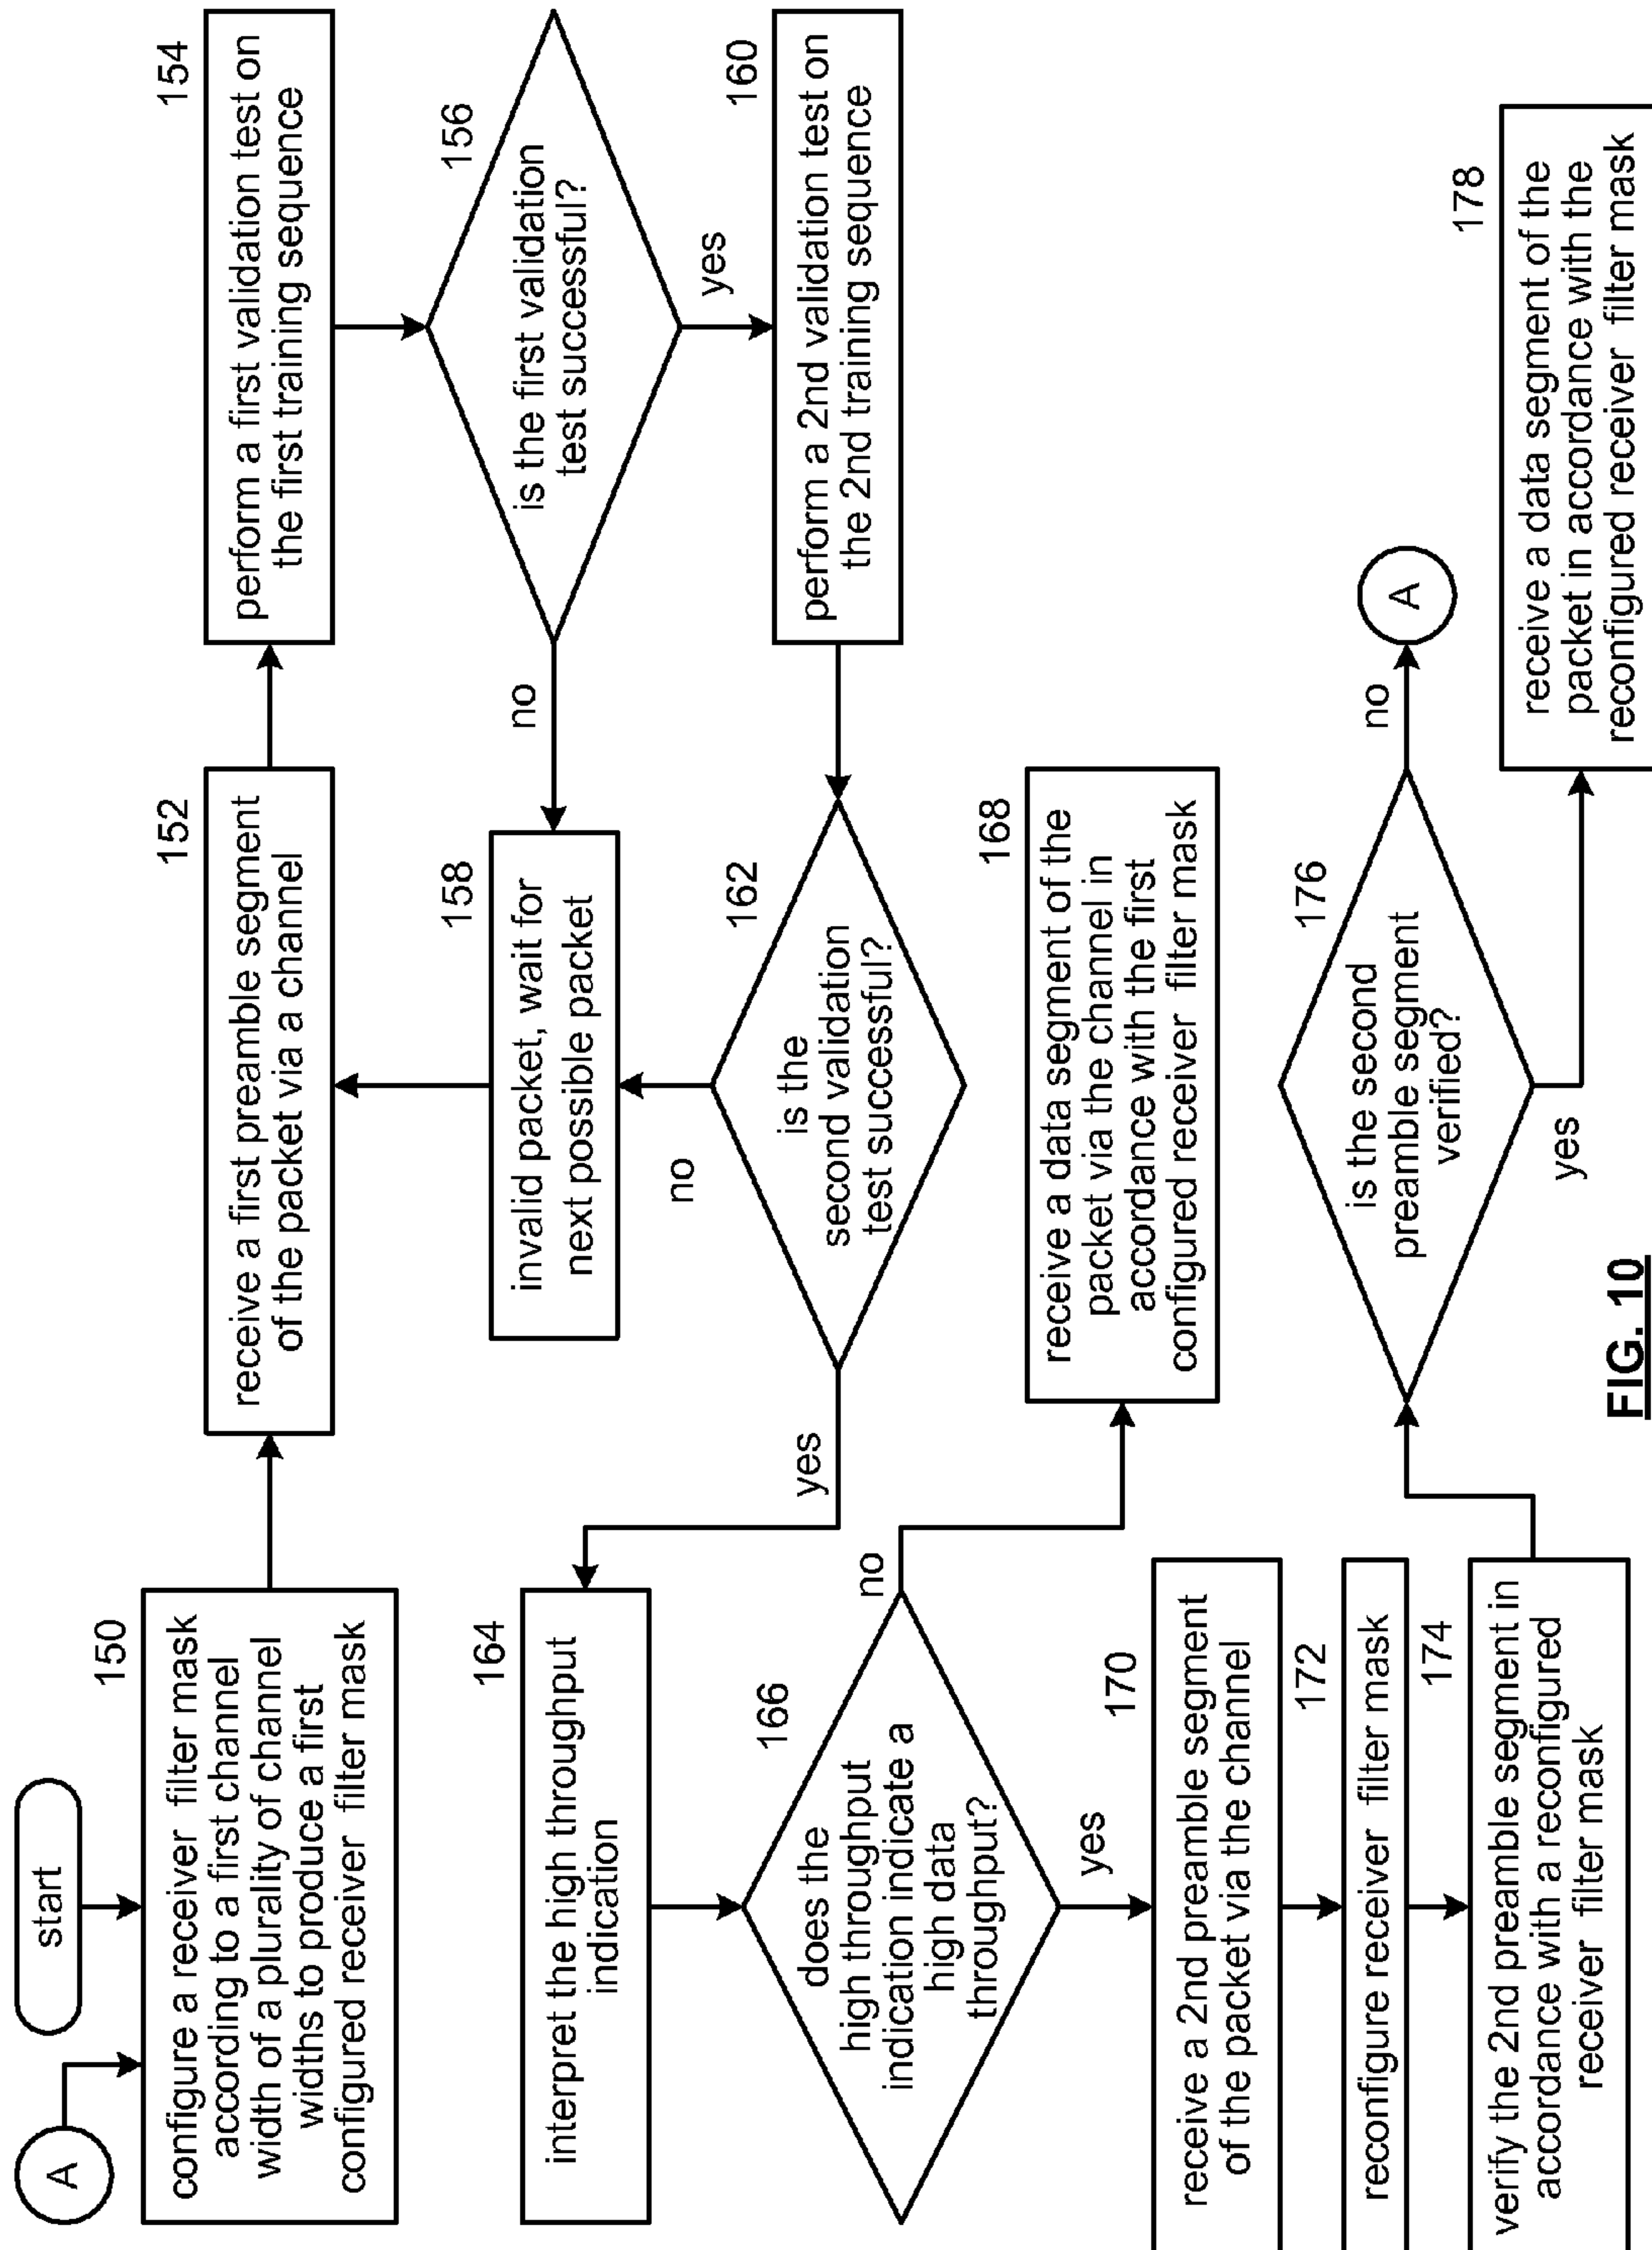 start
A
150
configure a receiver filter mask
according to a first channel
width of a plurality of channel
widths to produce a first
configured receiver filter mask
152
receive a first preamble segment
of the packet via a channel
154
perform a first validation test on
the first training sequence
156
is the first validation
test successful?
no
yes
158
invalid packet, wait for
next possible packet
160
perform a 2nd validation test on
the 2nd training sequence
162
is the
second validation
test successful?
no
yes
164
interpret the high throughput
indication
166
does the
high throughput
indication indicate a
high data
throughput?
no
yes
168
receive a data segment of the
packet via the channel in
accordance with the first
configured receiver filter mask
170
receive a 2nd preamble segment
of the packet via the channel
172
reconfigure receiver filter mask
174
verify the 2nd preamble segment in
accordance with a reconfigured
receiver filter mask
176
is the second
preamble segment
verified?
no
A
yes
178
receive a data segment of the
packet in accordance with the
reconfigured receiver filter mask
FIG. 10